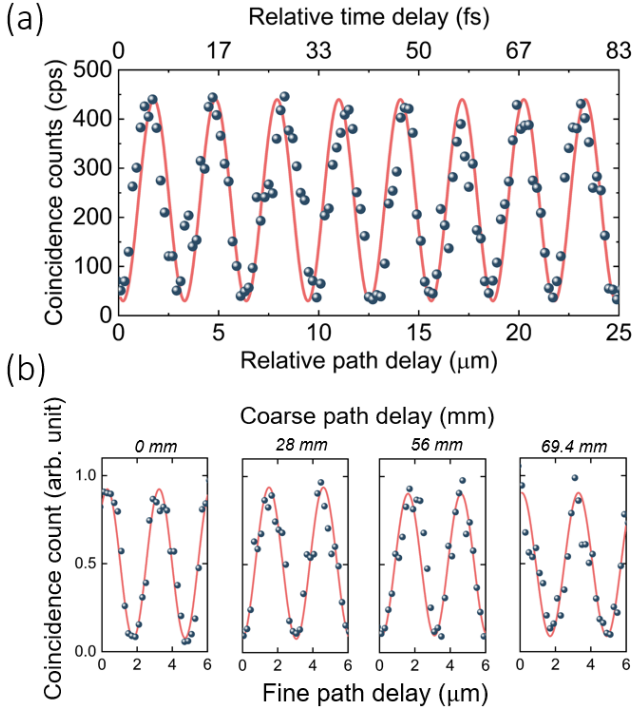 (a)
Relative time delay (fs)
0 17 33 50 67 83
500
400
300
200
100
0
Coincidence counts (cps)
0 5 10 15 20 25
Relative path delay (μm)
(b)
Coarse path delay (mm)
0 mm 28 mm 56 mm 69.4 mm
1.0
0.5
0.0
Coincidence count (arb. unit)
0 2 4 6 0 2 4 6 0 2 4 6 0 2 4 6
Fine path delay (μm)